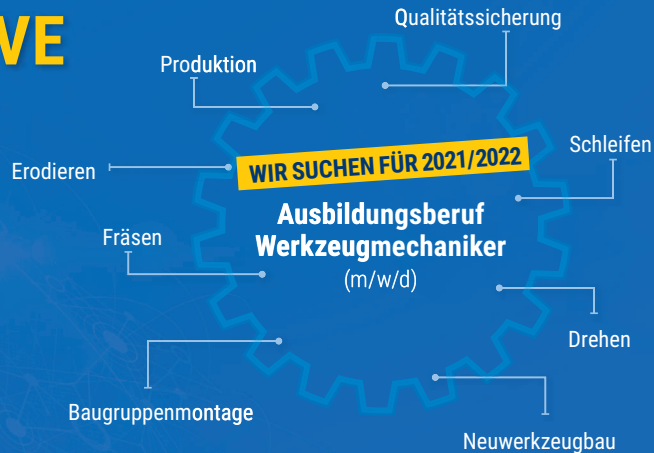 VE
Qualitätssicherung
Produktion
Schleifen
Erodieren
WIR SUCHEN FÜR 2021/2022
Ausbildungsberuf
Werkzeugmechaniker
(m/w/d)
Fräsen
Drehen
Baugruppenmontage
Neuwerkzeugbau